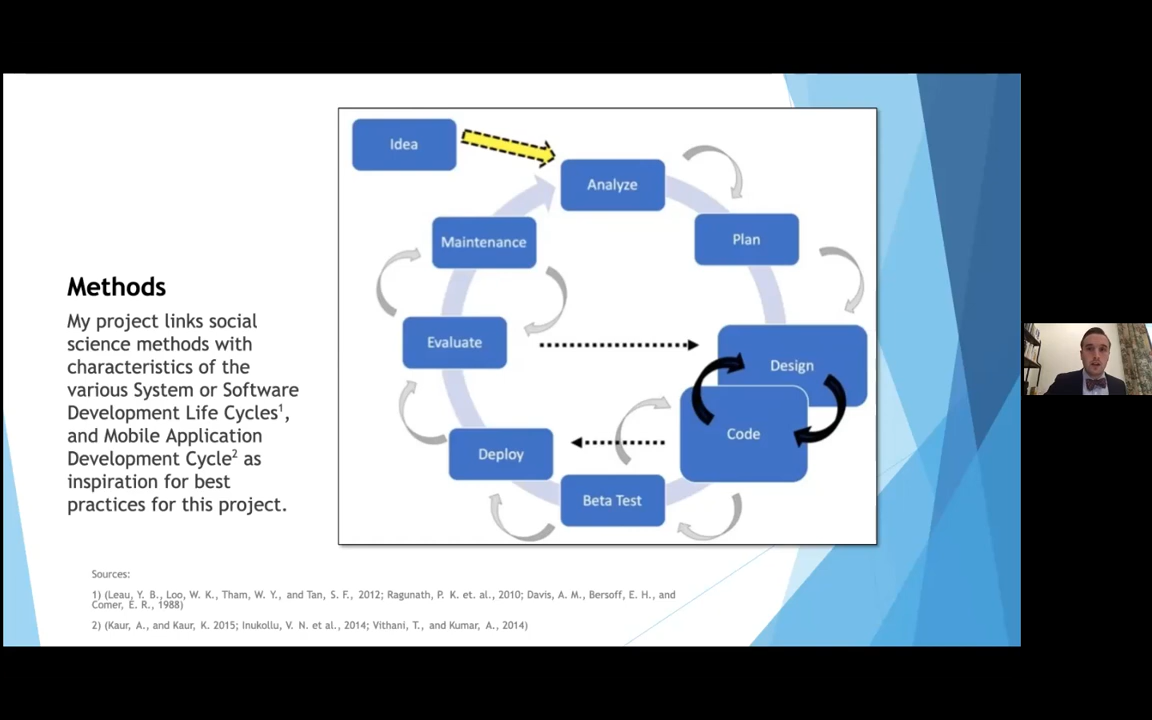 Methods
My project links social
science methods with
characteristics of the
various System or Software
Development Life Cycles1,
and Mobile Application
Development Cycle2 as
inspiration for best
practices for this project.
Idea
Analyze
Plan
Design
Code
Beta Test
Deploy
Evaluate
Maintenance
Sources:
1) (Leau, Y. B., Loo, W. K., Tham, W. Y., and Tan, S. F., 2012; Ragunath, P. K. et. al., 2010; Davis, A. M., Bersoff, E. H., and
Comer, E. R., 1988)
2) (Kaur, A., and Kaur, K. 2015; Inukollu, V. N. et al., 2014; Vithani, T., and Kumar, A., 2014)